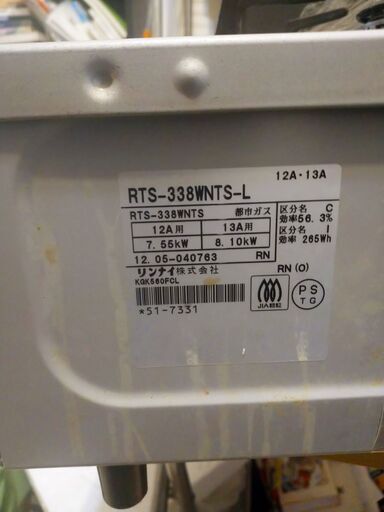 12A・13A
RTS-338WNTS-L
RTS-338WNTS 都市ガス
12A用 13A用
7.55kW 8.10kW
区分名 C
効率56.3%
区分名 I
効率 265Wh
12.05-040763 RN
リンナイ株式会社
RN(O)
KGK560FCL
*51-7331
JIA認証
PS
TG